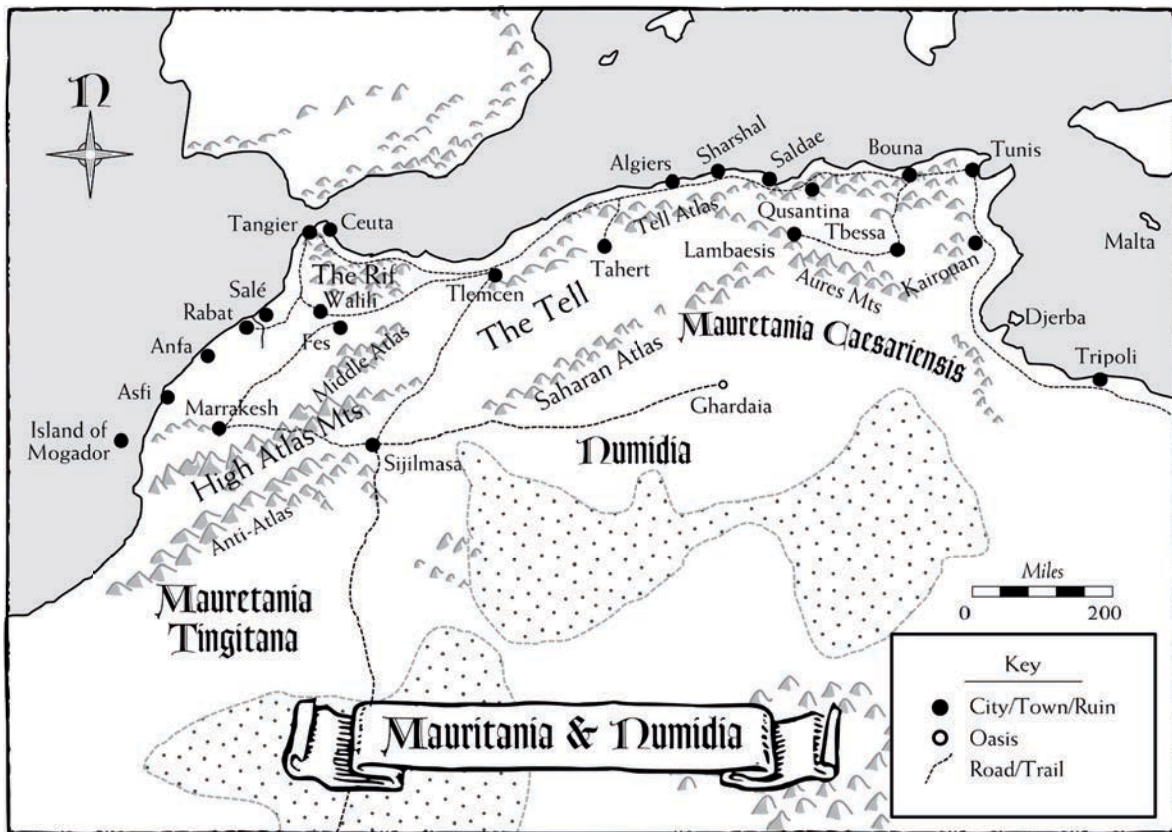 N
Sharshal
Saldae
Bouna
Tunis
Algiers
Tangier
Ceuta
Tell Atlas
Qusantina
Lambaesis
Tbessa
Malta
The Rif
Tahert
Aures Mts
Kairouan
Salé
Walili
Tlemcen
The Tell
Rabat
Fes
Mauretania Caesariensis
Djerba
Anfa
Middle Atlas
Saharan Atlas
Tripoli
Asfi
Marrakesh
Ghardaia
Island of
Mogador
High Atlas Mts
Sijilmasa
Numidia
Anti-Atlas
Mauretania
Tingitana
Miles
0 200
Key
City/Town/Ruin
Oasis
Road/Trail
Mauritania & Numidia